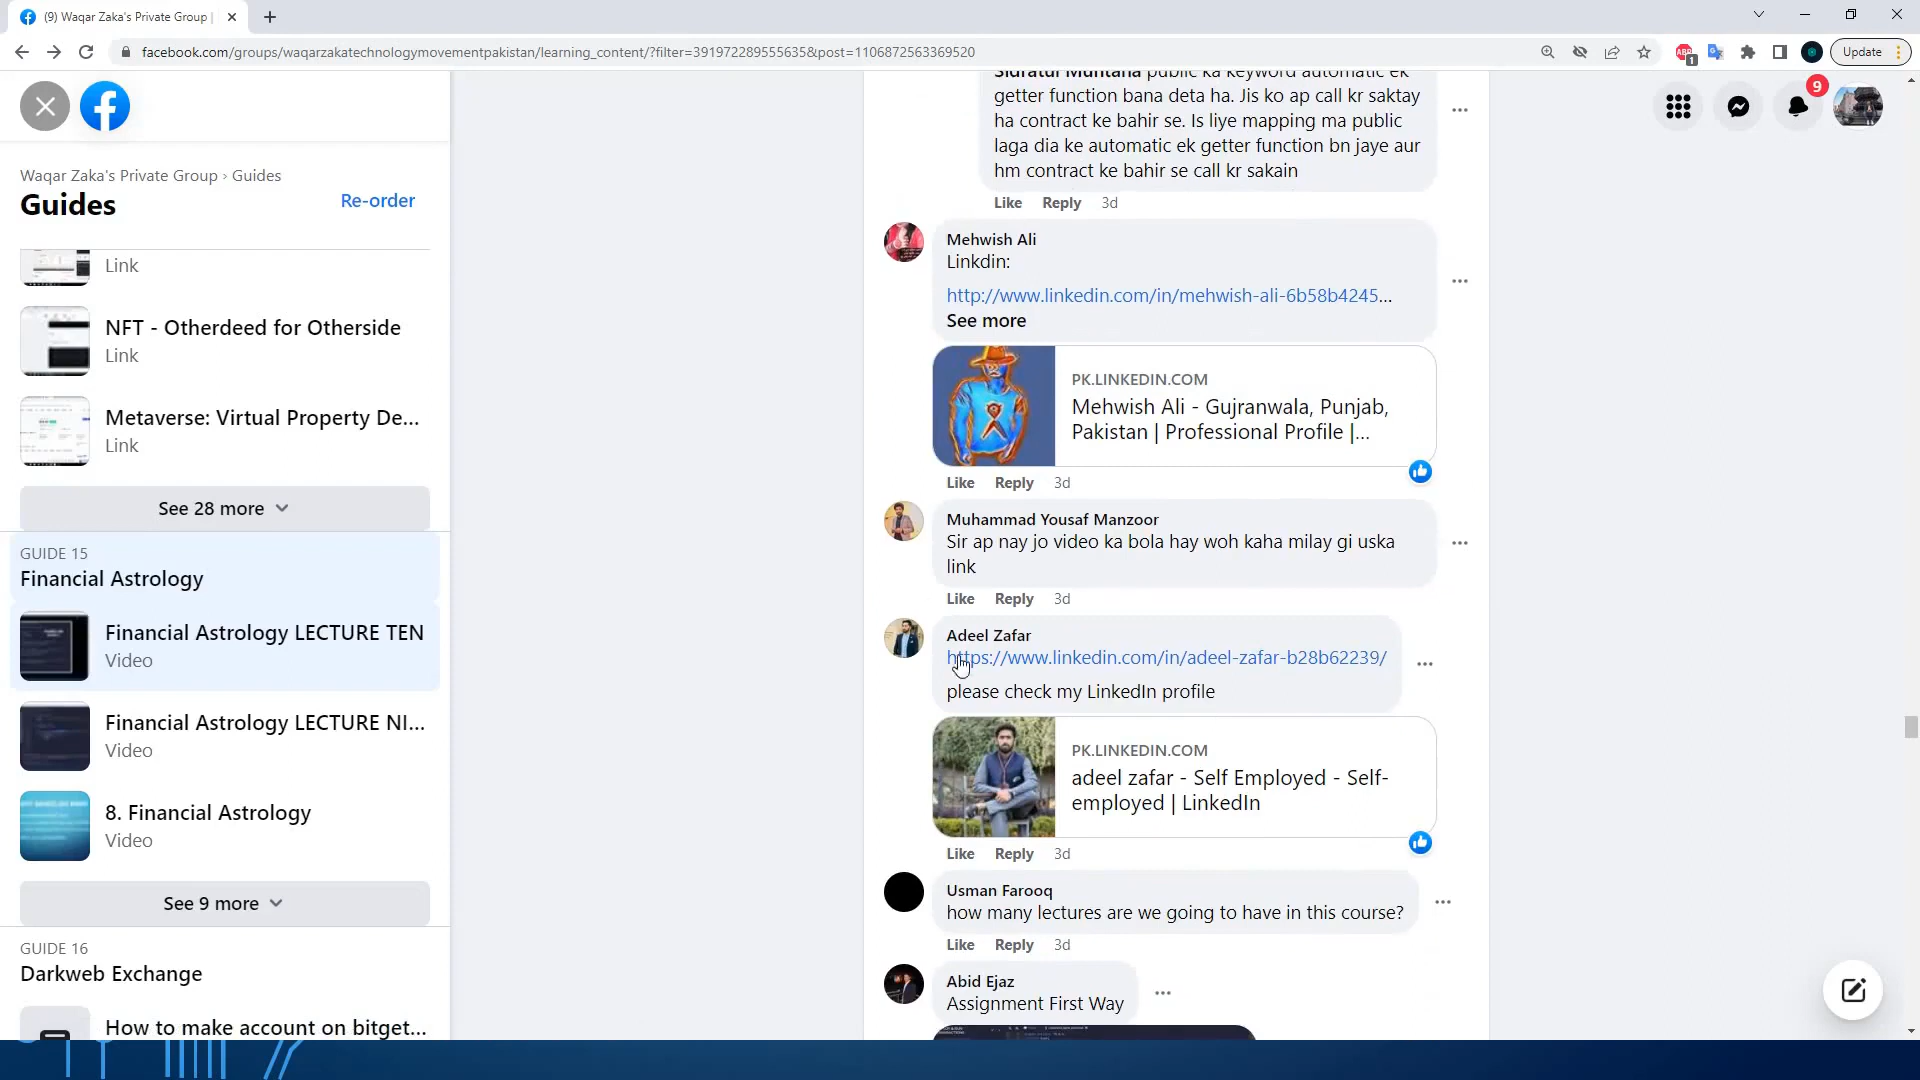 (9) Waqar Zaka's Private Group |
facebook.com/groups/waqarzakatechnologymovementpakistan/learning_content/?filter=391972289555635&post=1106872563369520
ABP
1
Update
9
Waqar Zaka's Private Group › Guides
Guides
Re-order
Link
NFT - Otherdeed for Otherside
Link
Metaverse: Virtual Property De...
Link
See 28 more
GUIDE 15
Financial Astrology
Financial Astrology LECTURE TEN
Video
Financial Astrology LECTURE NI...
Video
8. Financial Astrology
Video
See 9 more
GUIDE 16
Darkweb Exchange
How to make account on bitget...
Sidratul Muntaha public ka keyword automatic ek
getter function bana deta ha. Jis ko ap call kr saktay
ha contract ke bahir se. Is liye mapping ma public
laga dia ke automatic ek getter function bn jaye aur
hm contract ke bahir se call kr sakain
Like Reply 3d
Mehwish Ali
Linkdin:
http://www.linkedin.com/in/mehwish-ali-6b58b4245...
See more
PK.LINKEDIN.COM
Mehwish Ali - Gujranwala, Punjab,
Pakistan | Professional Profile |...
Like Reply 3d
Muhammad Yousaf Manzoor
Sir ap nay jo video ka bola hay woh kaha milay gi uska
link
Like Reply 3d
Adeel Zafar
https://www.linkedin.com/in/adeel-zafar-b28b62239/
please check my LinkedIn profile
PK.LINKEDIN.COM
adeel zafar - Self Employed - Self-
employed | LinkedIn
Like Reply 3d
Usman Farooq
how many lectures are we going to have in this course?
Like Reply 3d
Abid Ejaz
Assignment First Way